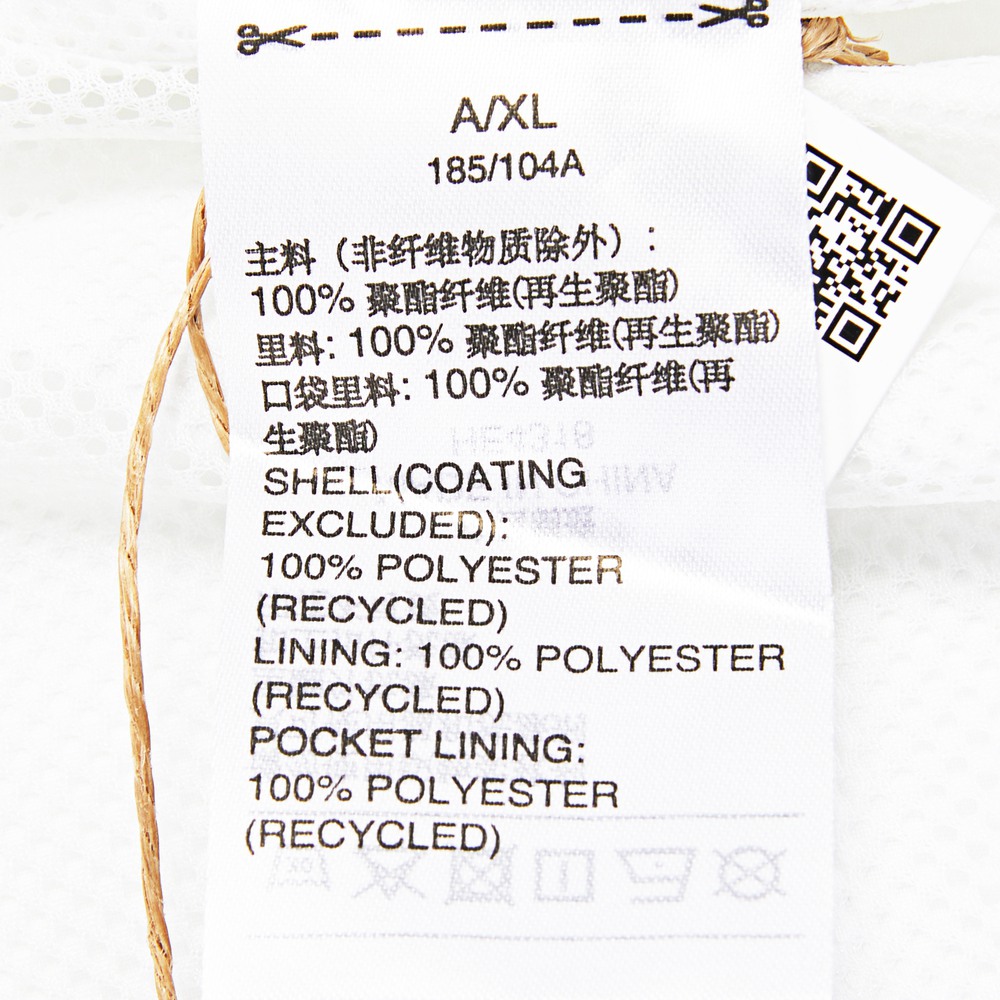 A/XL
185/104A
主料（非纤维物质除外）:
100% 聚酯纤维(再生聚酯)
里料: 100% 聚酯纤维(再生聚酯)
口袋里料: 100% 聚酯纤维(再
生聚酯)
SHELL(COATING
EXCLUDED):
100% POLYESTER
(RECYCLED)
LINING: 100% POLYESTER
(RECYCLED)
POCKET LINING:
100% POLYESTER
(RECYCLED)
HE4318